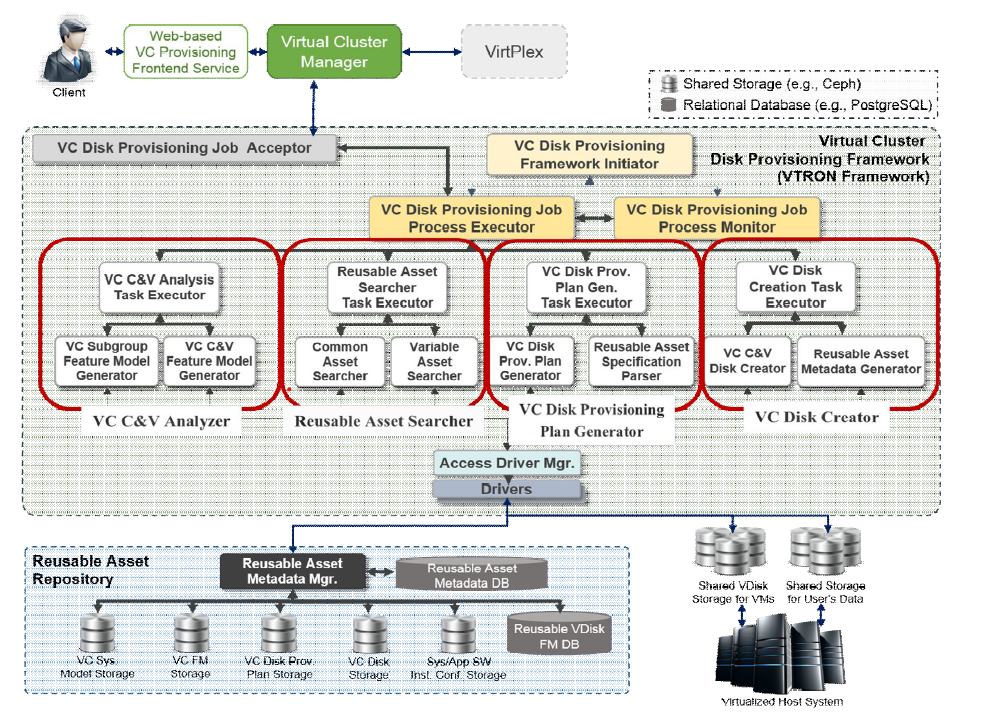 Web-based
VC Provisioning
Frontend Service
Virtual Cluster
Manager
VirtPlex
Client
Shared Storage (e.g., Ceph)
Relational Database (e.g., PostgreSQL)
VC Disk Provisioning Job Acceptor
VC Disk Provisioning
Framework Initiator
Virtual Cluster
Disk Provisioning Framework
(VTRON Framework)
VC Disk Provisioning Job
Process Executor
VC Disk Provisioning Job
Process Monitor
VC C&V Analysis
Task Executor
Reusable Asset
Searcher
Task Executor
VC Disk Prov.
Plan Gen.
Task Executor
VC Disk
Creation Task
Executor
VC Subgroup
Feature Model
Generator
VC C&V
Feature Model
Generator
Common
Asset
Searcher
Variable
Asset
Searcher
VC Disk
Prov. Plan
Generator
Reusable Asset
Specification
Parser
VC C&V
Disk Creator
Reusable Asset
Metadata Generator
VC C&V Analyzer
Reusable Asset Searcher
VC Disk Provisioning
Plan Generator
VC Disk Creator
Access Driver Mgr.
Drivers
Reusable Asset
Repository
Reusable Asset
Metadata Mgr.
Reusable Asset
Metadata DB
Shared VDisk
Storage for VMs
Shared Storage
for User's Data
Reusable VDisk
FM DB
VC Sys
Model Storage
VC FM
Storage
VC Disk Prov.
Plan Storage
VC Disk
Storage
Sys/App SW
Inst. Conf. Storage
Virtualized Host System